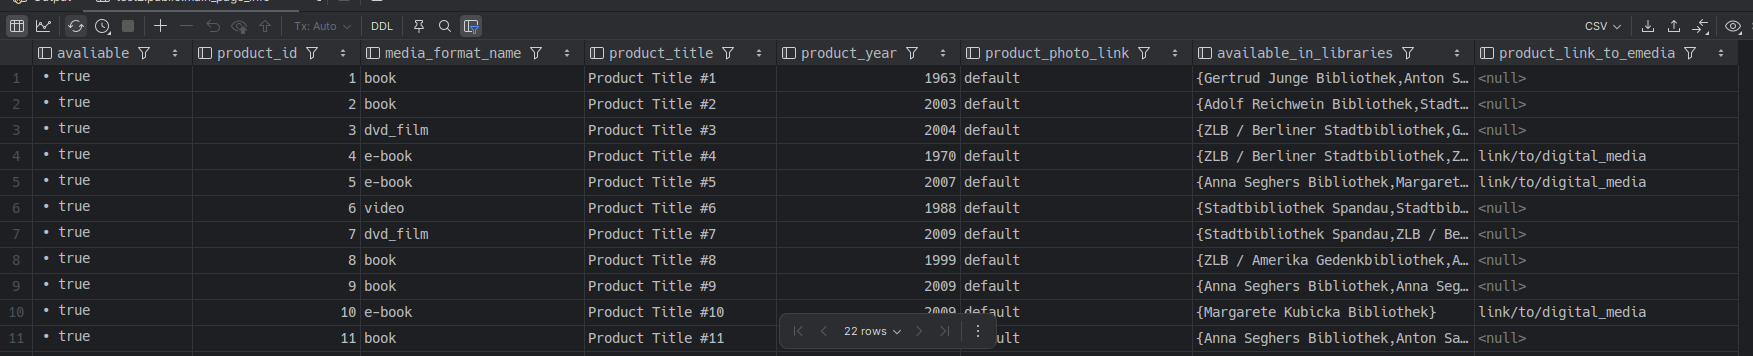 Tx: Auto DDL CSV
avaliable product_id media_format_name product_title product_year product_photo_link available_in_libraries product_link_to_emedia
1 • true 1 book Product Title #1 1963 default {Gertrud Junge Bibliothek,Anton S… <null>
2 • true 2 book Product Title #2 2003 default {Adolf Reichwein Bibliothek,Stadt… <null>
3 • true 3 dvd_film Product Title #3 2004 default {ZLB / Berliner Stadtbibliothek,G… <null>
4 • true 4 e-book Product Title #4 1970 default {ZLB / Berliner Stadtbibliothek,Z… link/to/digital_media
5 • true 5 e-book Product Title #5 2007 default {Anna Seghers Bibliothek,Margaret… link/to/digital_media
6 • true 6 video Product Title #6 1988 default {Stadtbibliothek Spandau,Stadtbib… <null>
7 • true 7 dvd_film Product Title #7 2009 default {Stadtbibliothek Spandau,ZLB / Be… <null>
8 • true 8 book Product Title #8 1999 default {ZLB / Amerika Gedenkbibliothek,A… <null>
9 • true 9 book Product Title #9 2009 default {Anna Seghers Bibliothek,Anna Seg… <null>
10 • true 10 e-book Product Title #10 2009 default {Margarete Kubicka Bibliothek} link/to/digital_media
11 • true 11 book Product Title #11 {Anna Seghers Bibliothek,Anton Sa… <null>
22 rows